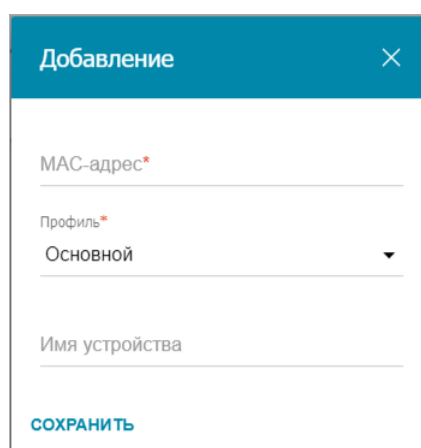 Добавление
MAC-адрес*
Профиль*
Основной
Имя устройства
СОХРАНИТЬ